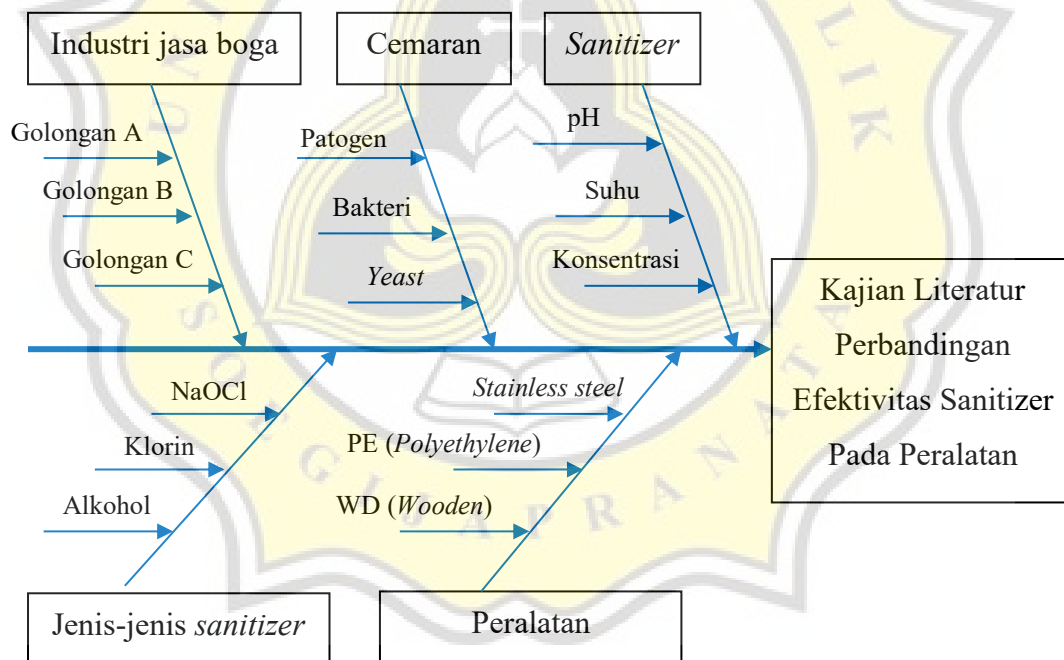 Industri jasa boga
Cemaran
Sanitizer
Golongan A
Golongan B
Golongan C
Patogen
Bakteri
Yeast
pH
Suhu
Konsentrasi
Kajian Literatur
Perbandingan
Efektivitas Sanitizer
Pada Peralatan
NaOCl
Klorin
Alkohol
Stainless steel
PE (Polyethylene)
WD (Wooden)
Jenis-jenis sanitizer
Peralatan
SOEGIJAPRANATA